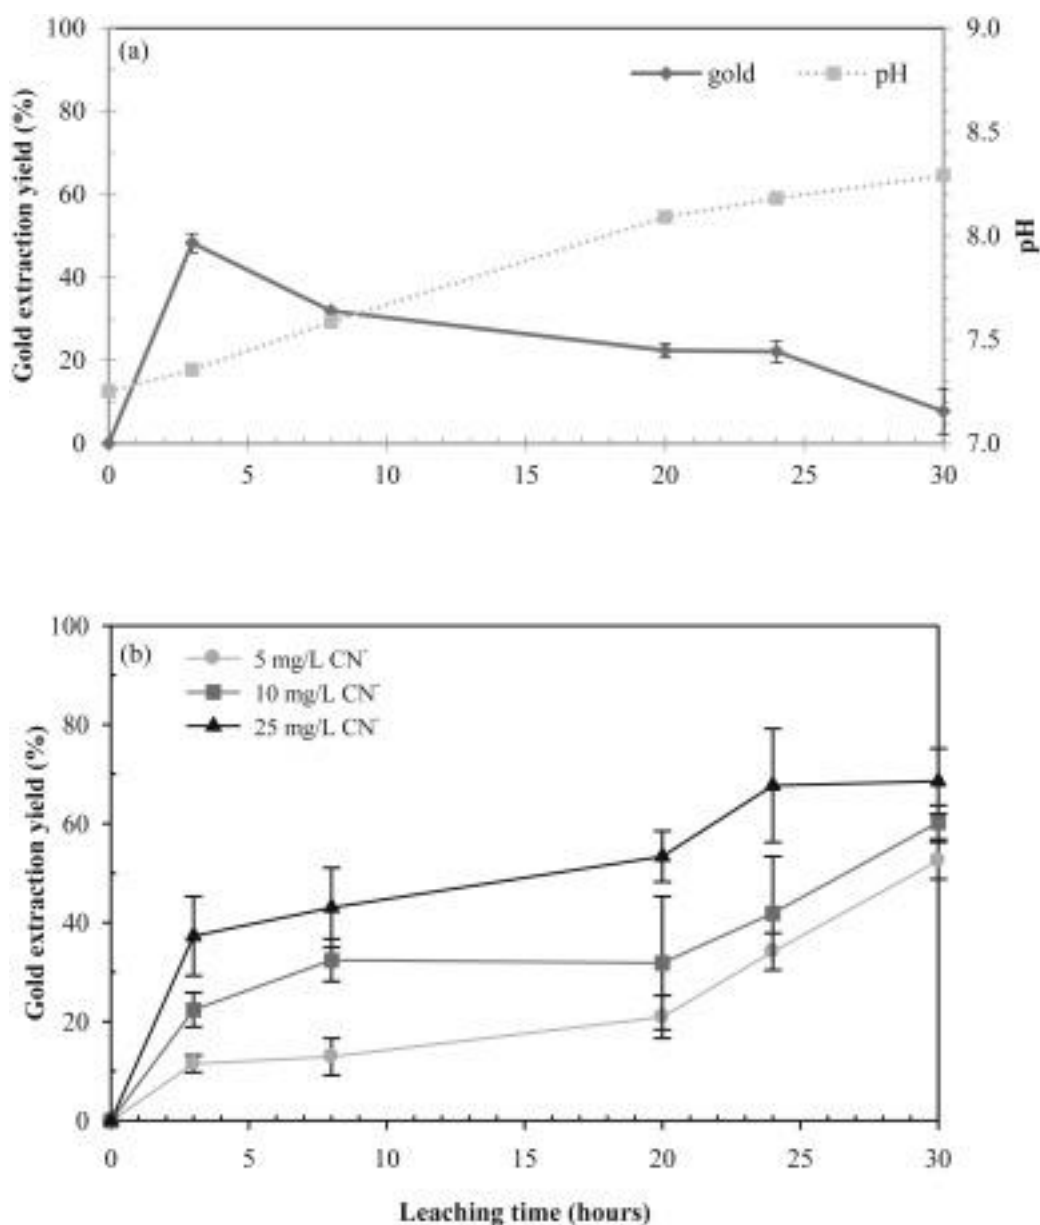 (a)
gold pH
Gold extraction yield (%)
100
80
60
40
20
0
9.0
8.5
8.0
7.5
7.0
pH
0 5 10 15 20 25 30
(b)
5 mg/L CN⁻
10 mg/L CN⁻
25 mg/L CN⁻
Gold extraction yield (%)
100
80
60
40
20
0
0 5 10 15 20 25 30
Leaching time (hours)